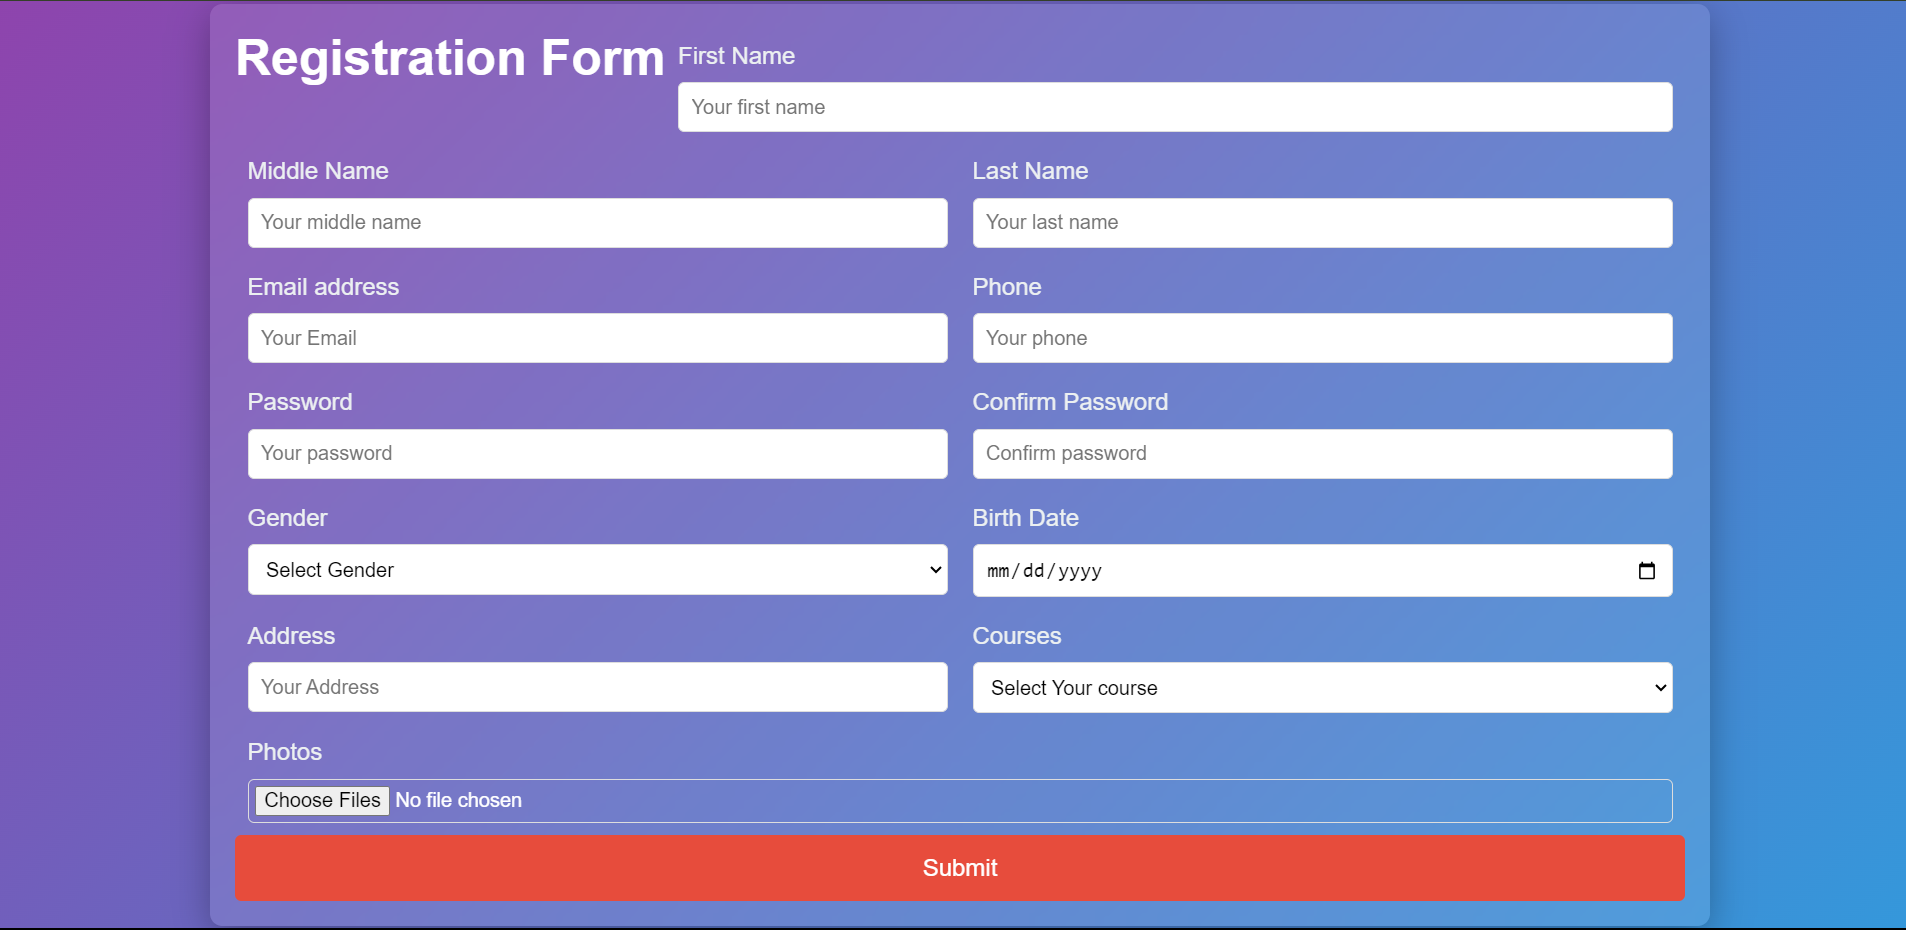 Registration Form
First Name
Your first name
Middle Name
Last Name
Your middle name
Your last name
Email address
Phone
Your Email
Your phone
Password
Confirm Password
Your password
Confirm password
Gender
Birth Date
Select Gender
mm/dd/yyyy
Address
Courses
Your Address
Select Your course
Photos
Choose Files No file chosen
Submit